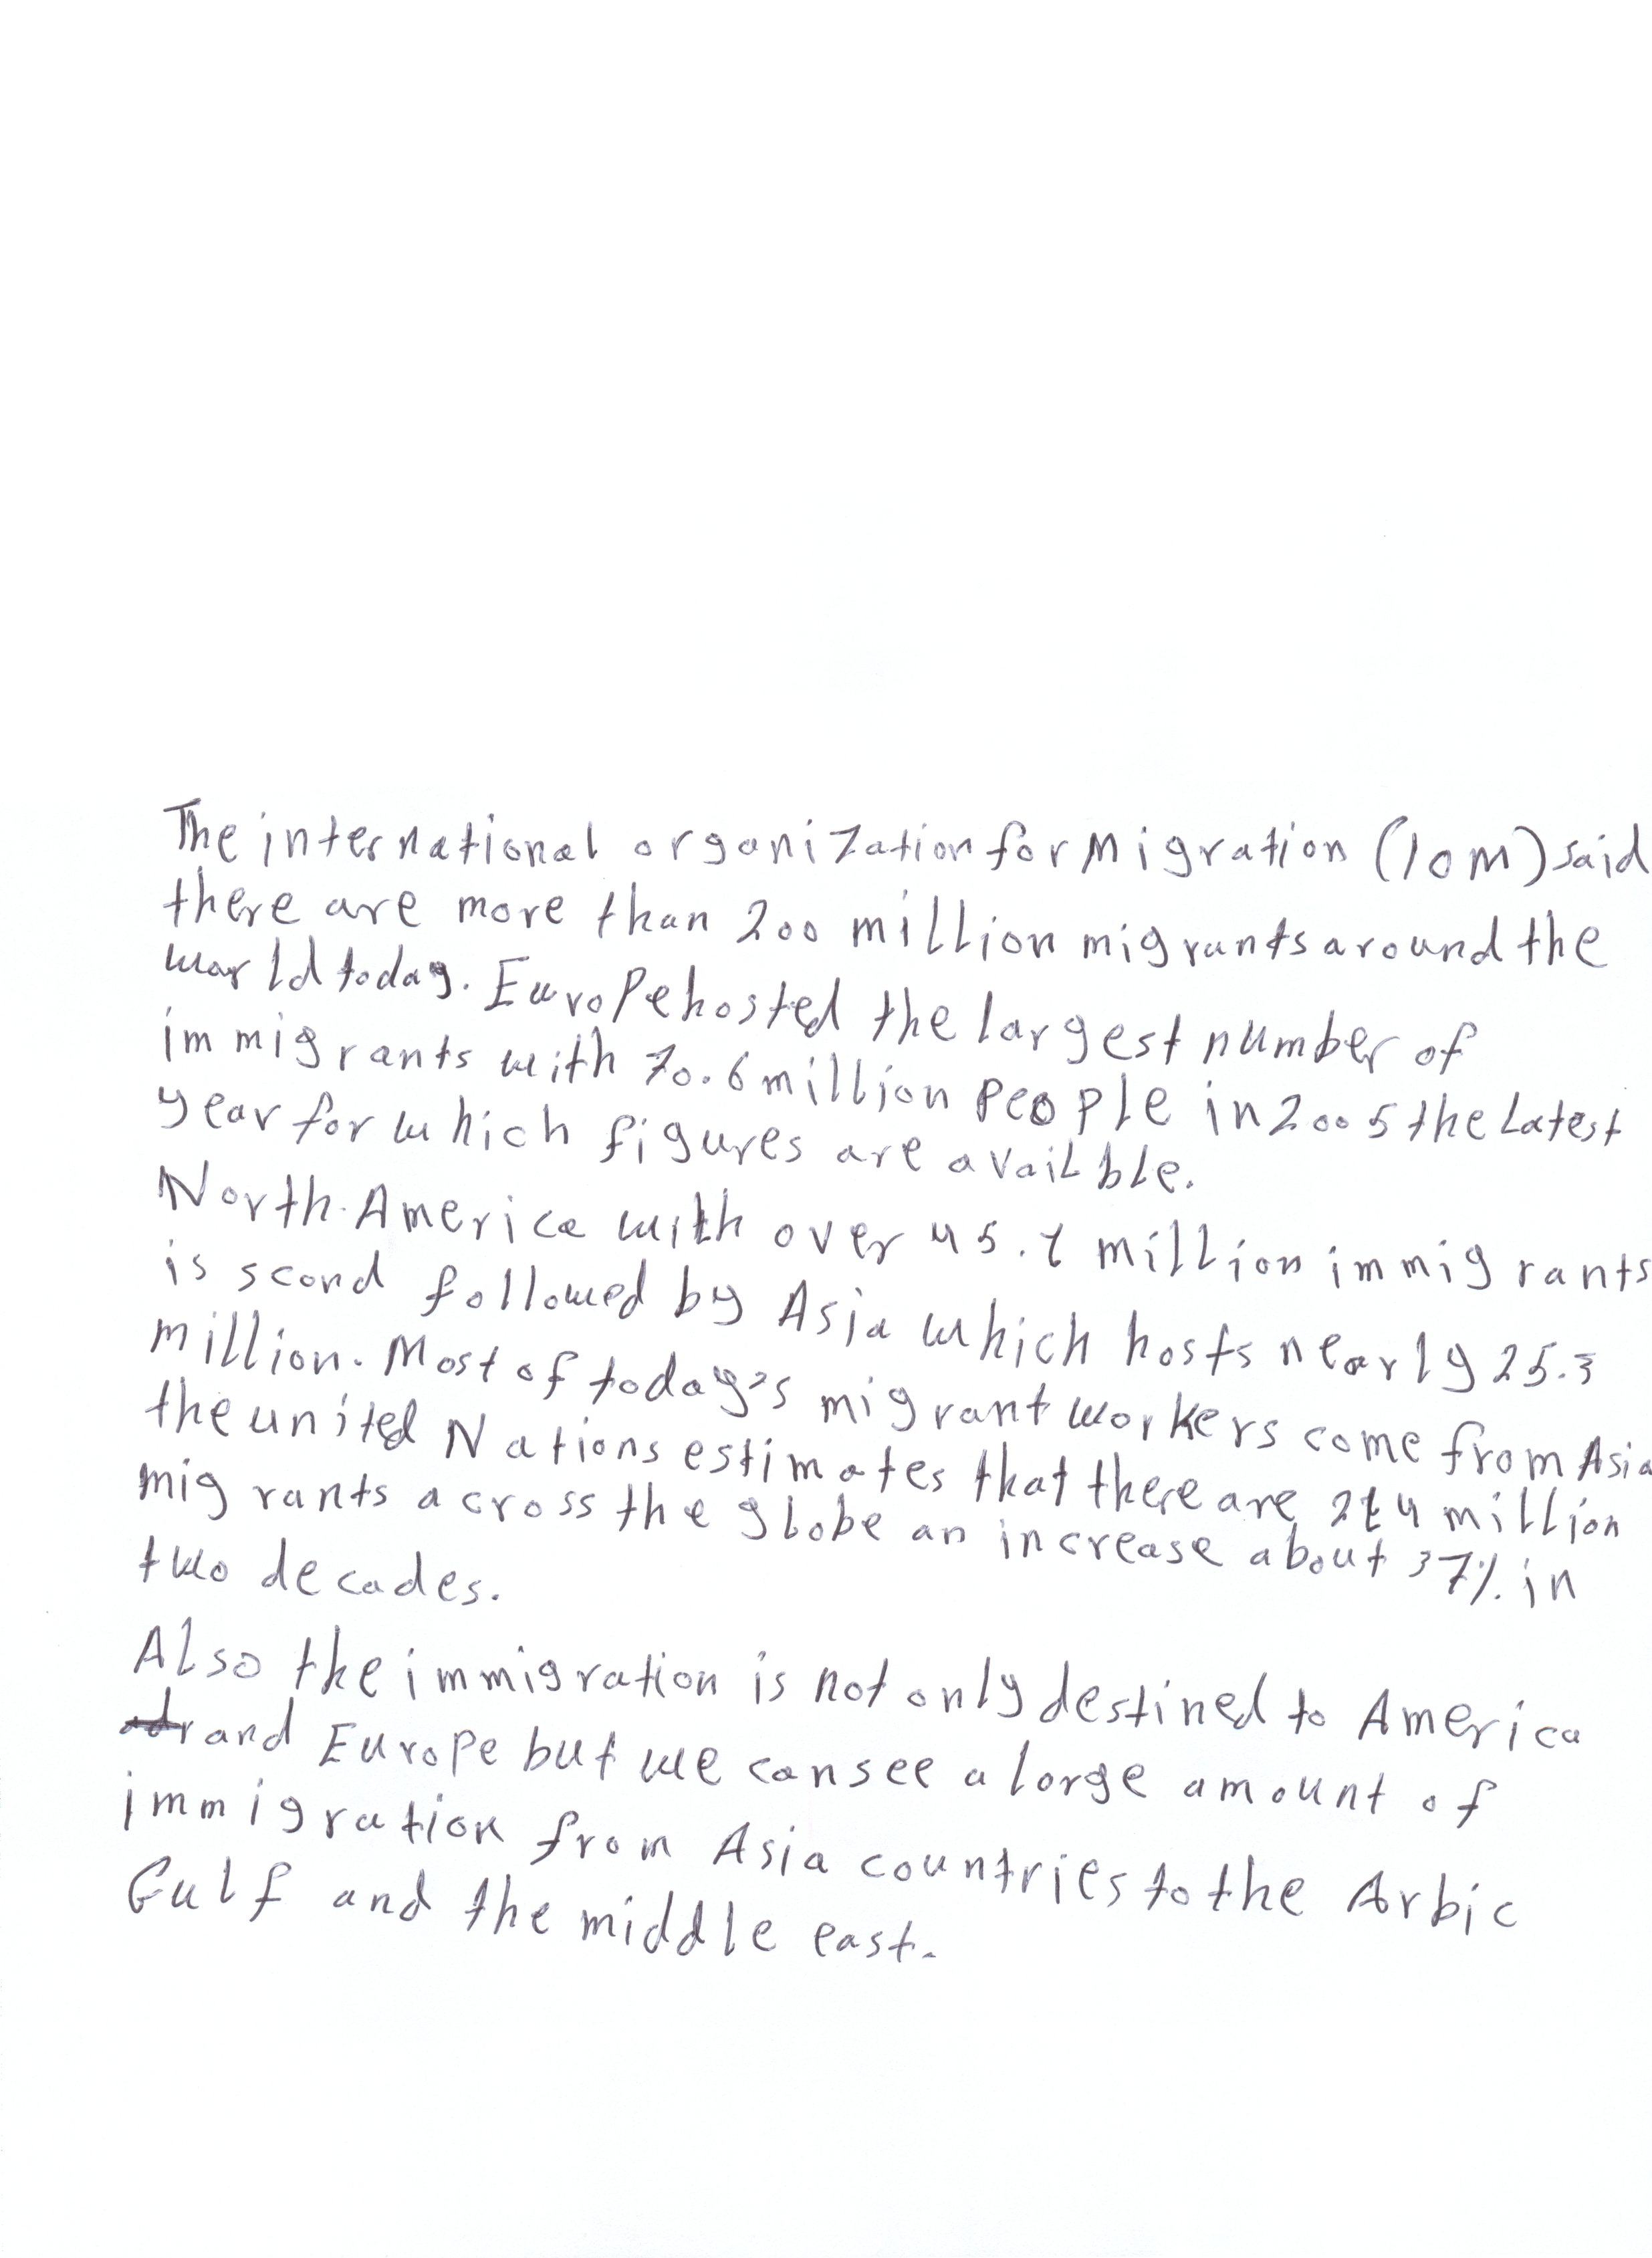 The international organization for Migration (IOM) said
there are more than 200 million migrants around the
world today. Europe hosted the largest number of
immigrants with 70.6 million people in 2005 the Latest
year for which figures are availble.
North.America with over 45.1 million immigrants
is scond followed by Asia which hosts nearly 25.3
million. Most of today's migrant workers come from Asia
the united Nations estimates that there are 214 million
migrants across the globe an increase about 37% in
two decades.
Also the immigration is not only destined to America
and Europe but we can see a large amount of
immigration from Asia countries to the Arbic
Gulf and the middle east.